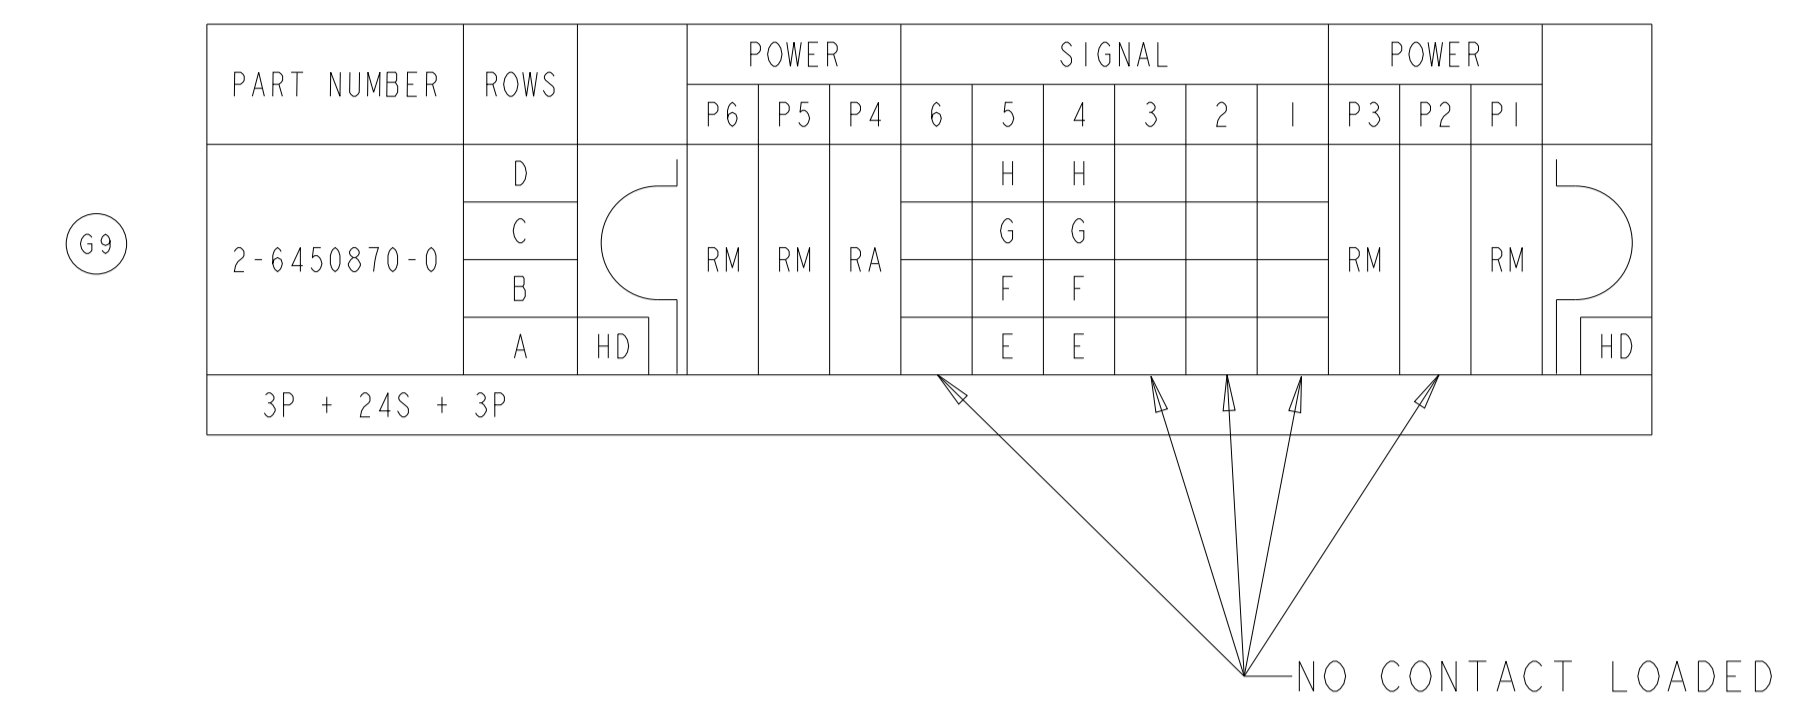 POWER SIGNAL POWER
PART NUMBER ROWS
P6 P5 P4 6 5 4 3 2 1 P3 P2 P1
D H H
C G G
G9
2-6450870-0 RM RM RA RM RM
B F F
A HD E E HD
3P + 24S + 3P
NO CONTACT LOADED